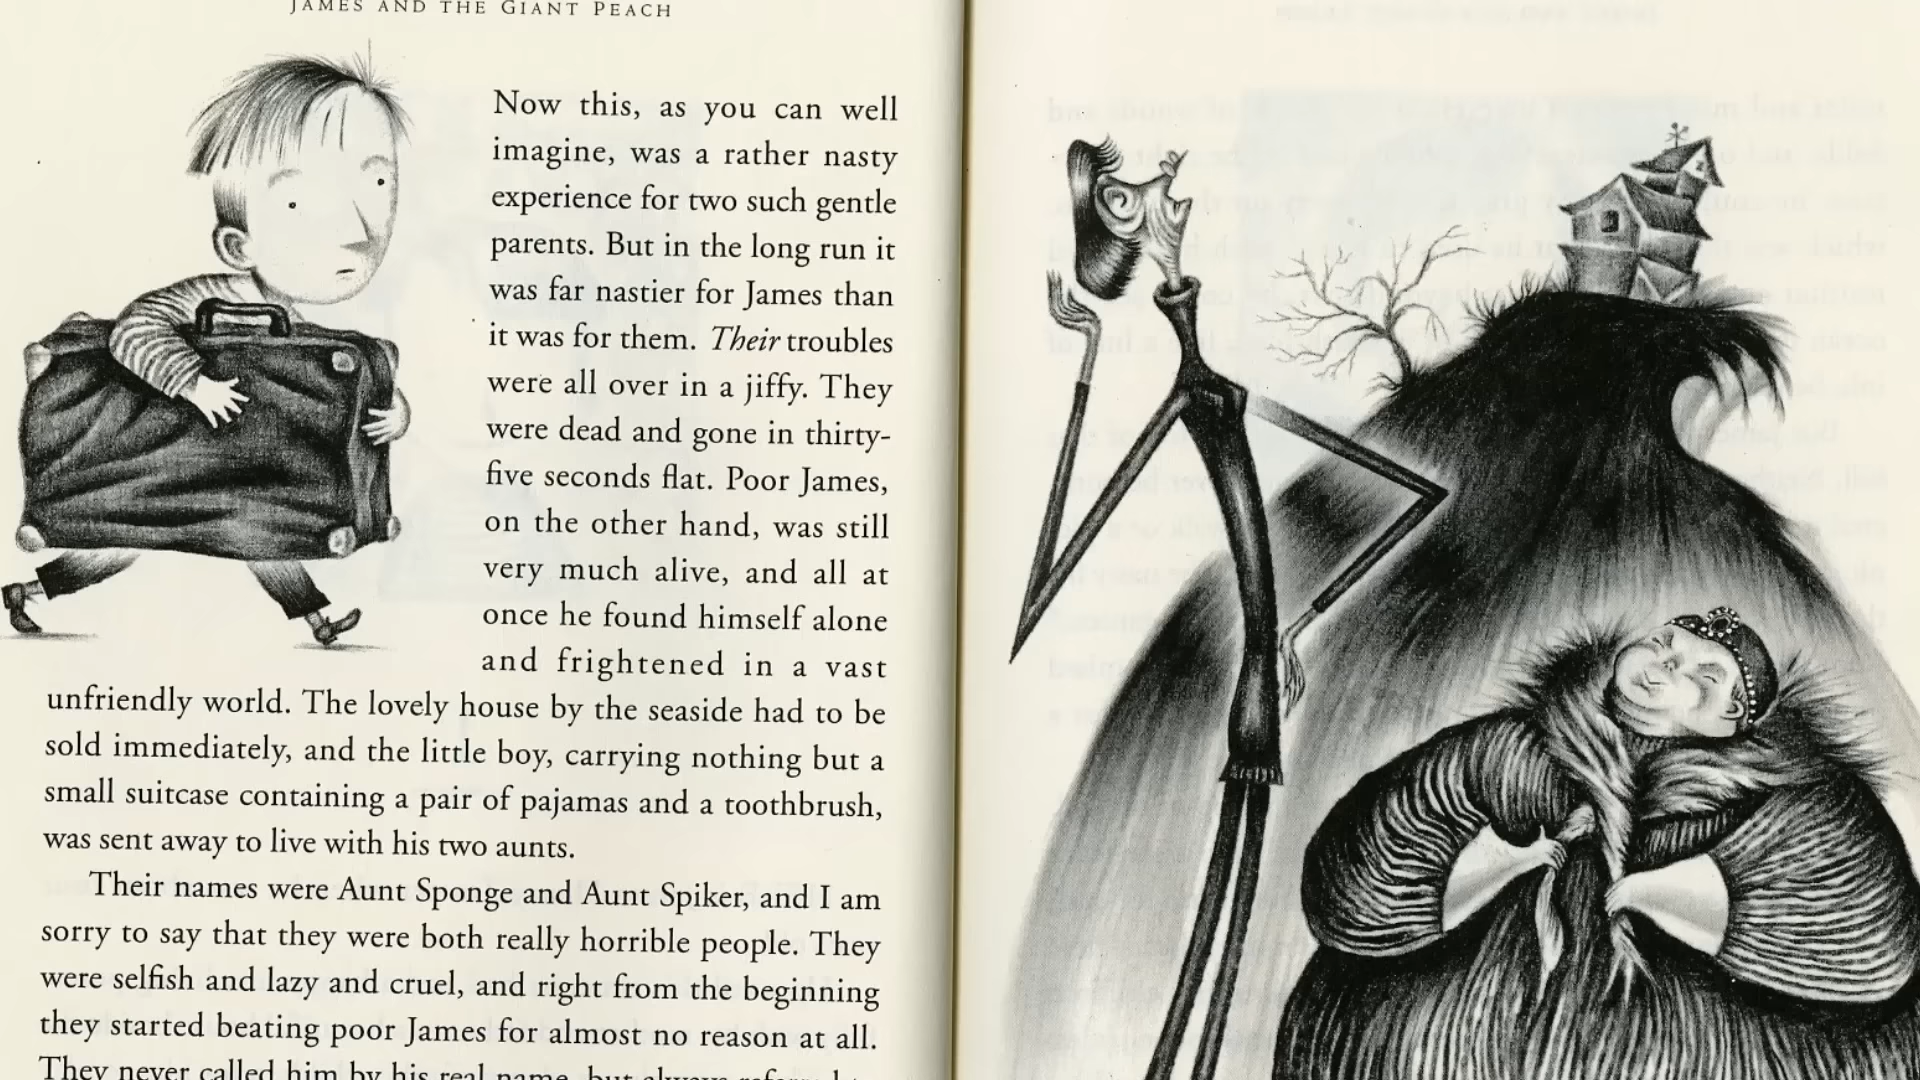 JAMES AND THE GIANT PEACH
Now this, as you can well
imagine, was a rather nasty
experience for two such gentle
parents. But in the long run it
was far nastier for James than
it was for them. Their troubles
were all over in a jiffy. They
were dead and gone in thirty-
five seconds flat. Poor James,
on the other hand, was still
very much alive, and all at
once he found himself alone
and frightened in a vast
unfriendly world. The lovely house by the seaside had to be
sold immediately, and the little boy, carrying nothing but a
small suitcase containing a pair of pajamas and a toothbrush,
was sent away to live with his two aunts.
Their names were Aunt Sponge and Aunt Spiker, and I am
sorry to say that they were both really horrible people. They
were selfish and lazy and cruel, and right from the beginning
they started beating poor James for almost no reason at all.
They never called him by his real name, but always referred